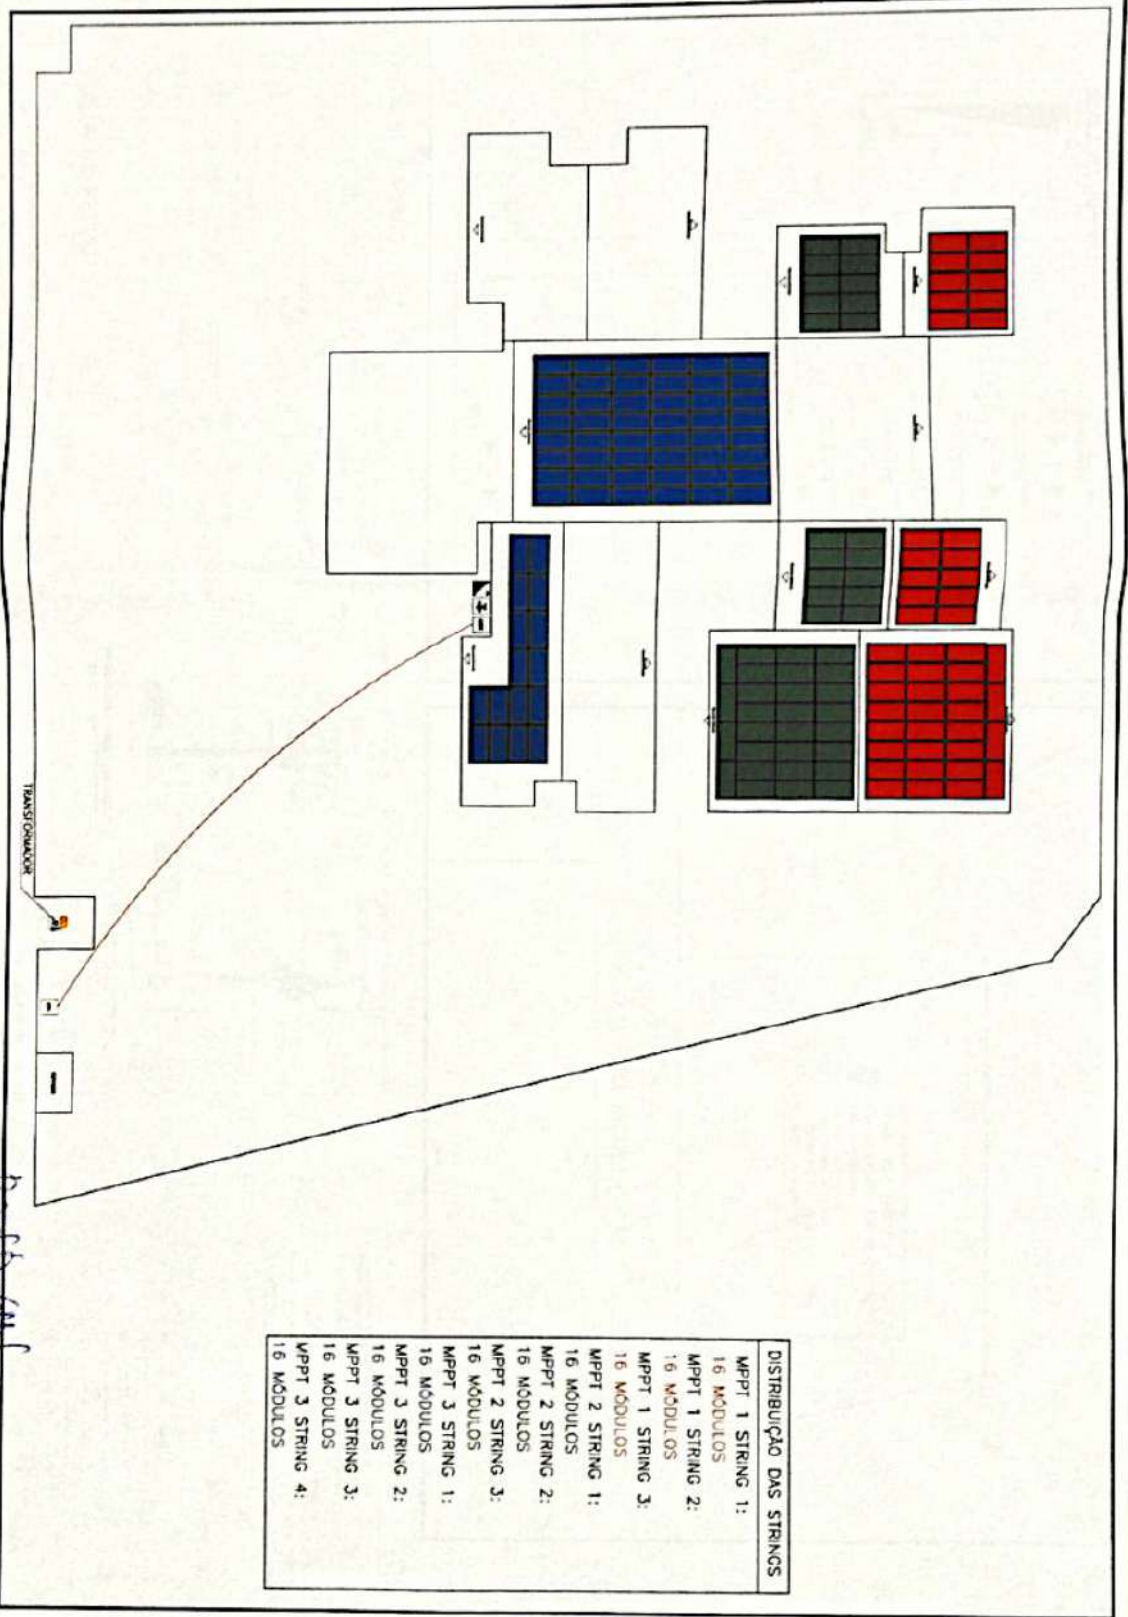 DISTRIBUIÇÃO DAS STRINGS
MPPT 1 STRING 1:
16 MÓDULOS
MPPT 1 STRING 2:
16 MÓDULOS
MPPT 1 STRING 3:
16 MÓDULOS
MPPT 2 STRING 1:
16 MÓDULOS
MPPT 2 STRING 2:
16 MÓDULOS
MPPT 2 STRING 3:
16 MÓDULOS
MPPT 3 STRING 1:
16 MÓDULOS
MPPT 3 STRING 2:
16 MÓDULOS
MPPT 3 STRING 3:
16 MÓDULOS
MPPT 3 STRING 4:
16 MÓDULOS
TRANSFORMADOR